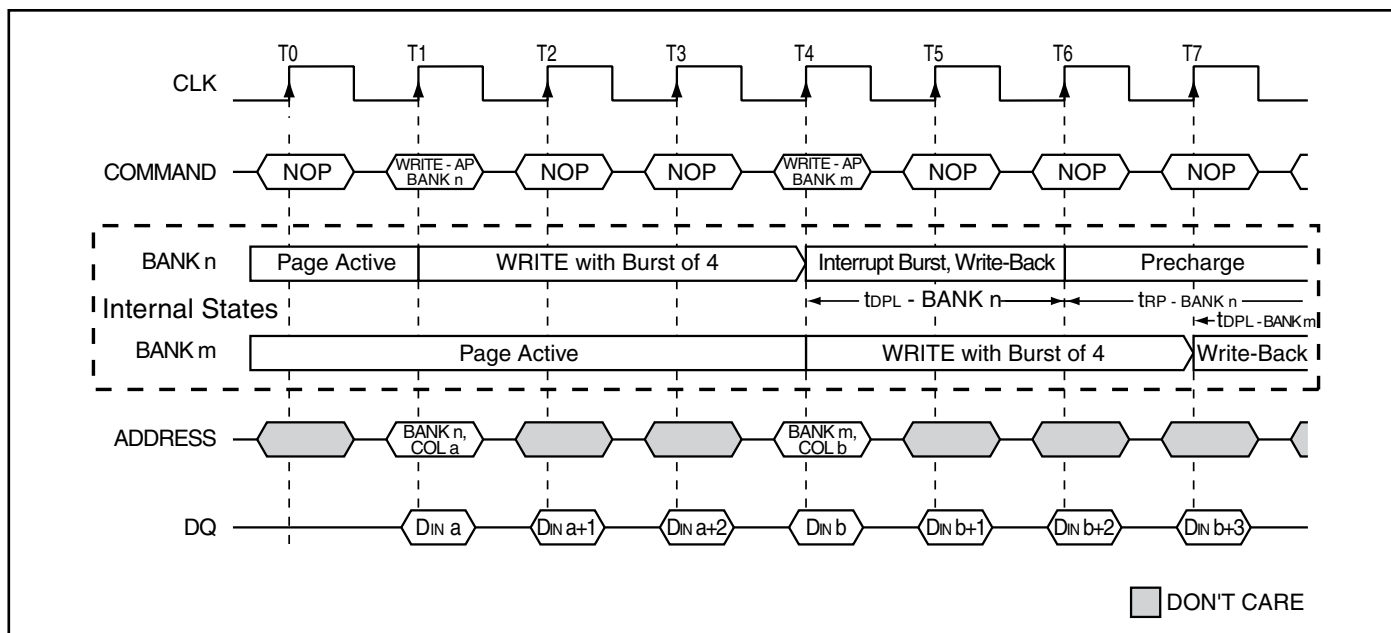 T0 T1 T2 T3 T4 T5 T6 T7
CLK
COMMAND NOP WRITE - AP BANK n NOP NOP WRITE - AP BANK m NOP NOP NOP
BANK n Page Active WRITE with Burst of 4 Interrupt Burst, Write-Back Precharge
Internal States tDPL - BANK n tRP - BANK n
tDPL - BANK m
BANK m Page Active WRITE with Burst of 4 Write-Back
ADDRESS BANK n, COL a BANK m, COL b
DQ DIN a DIN a+1 DIN a+2 DIN b DIN b+1 DIN b+2 DIN b+3
DON'T CARE